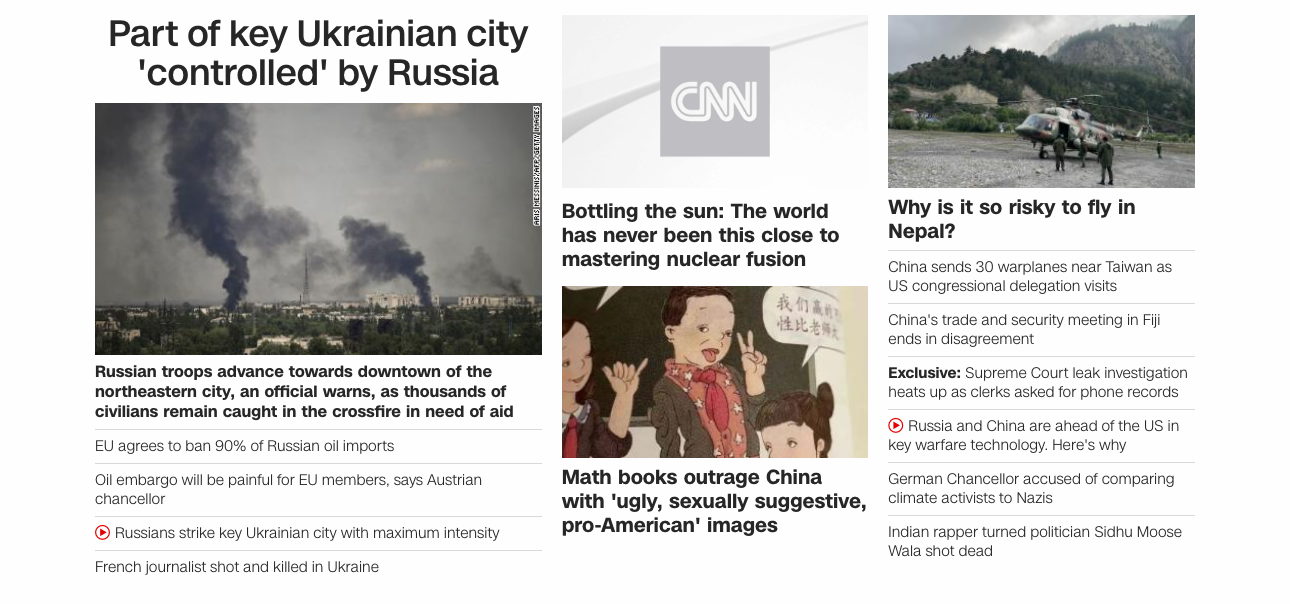 Part of key Ukrainian city
'controlled' by Russia
ARIS MESSINIS/AFP/GETTY IMAGES
Russian troops advance towards downtown of the
northeastern city, an official warns, as thousands of
civilians remain caught in the crossfire in need of aid
EU agrees to ban 90% of Russian oil imports
Oil embargo will be painful for EU members, says Austrian
chancellor
Russians strike key Ukrainian city with maximum intensity
French journalist shot and killed in Ukraine
CNN
Bottling the sun: The world
has never been this close to
mastering nuclear fusion
我们赢的可
性比老师大
Math books outrage China
with 'ugly, sexually suggestive,
pro-American' images
Why is it so risky to fly in
Nepal?
China sends 30 warplanes near Taiwan as
US congressional delegation visits
China's trade and security meeting in Fiji
ends in disagreement
Exclusive: Supreme Court leak investigation
heats up as clerks asked for phone records
Russia and China are ahead of the US in
key warfare technology. Here's why
German Chancellor accused of comparing
climate activists to Nazis
Indian rapper turned politician Sidhu Moose
Wala shot dead